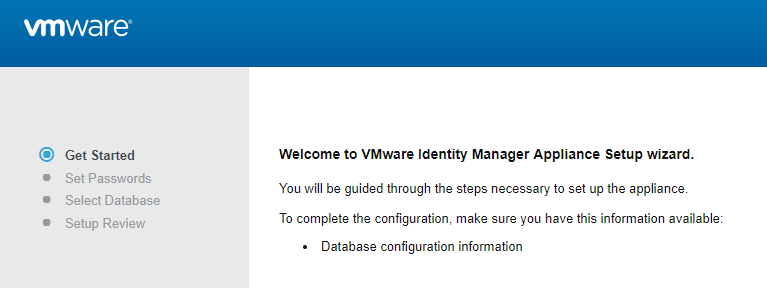 vmware®
Get Started
Set Passwords
Select Database
Setup Review
Welcome to VMware Identity Manager Appliance Setup wizard.
You will be guided through the steps necessary to set up the appliance.
To complete the configuration, make sure you have this information available:
• Database configuration information